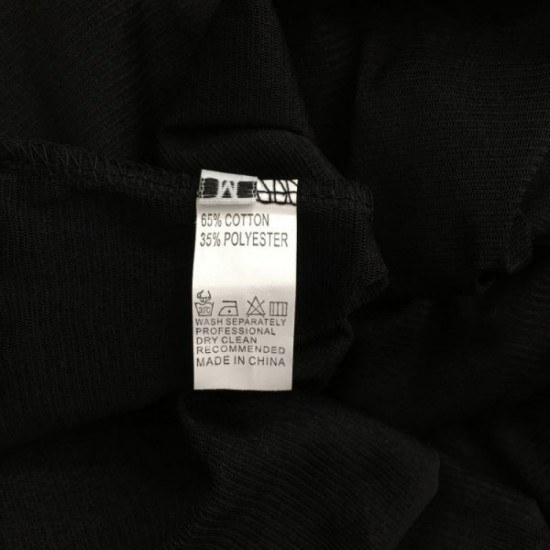 M
65% COTTON
35% POLYESTER
WASH SEPARATELY
PROFESSIONAL
DRY CLEAN
RECOMMENDED
MADE IN CHINA